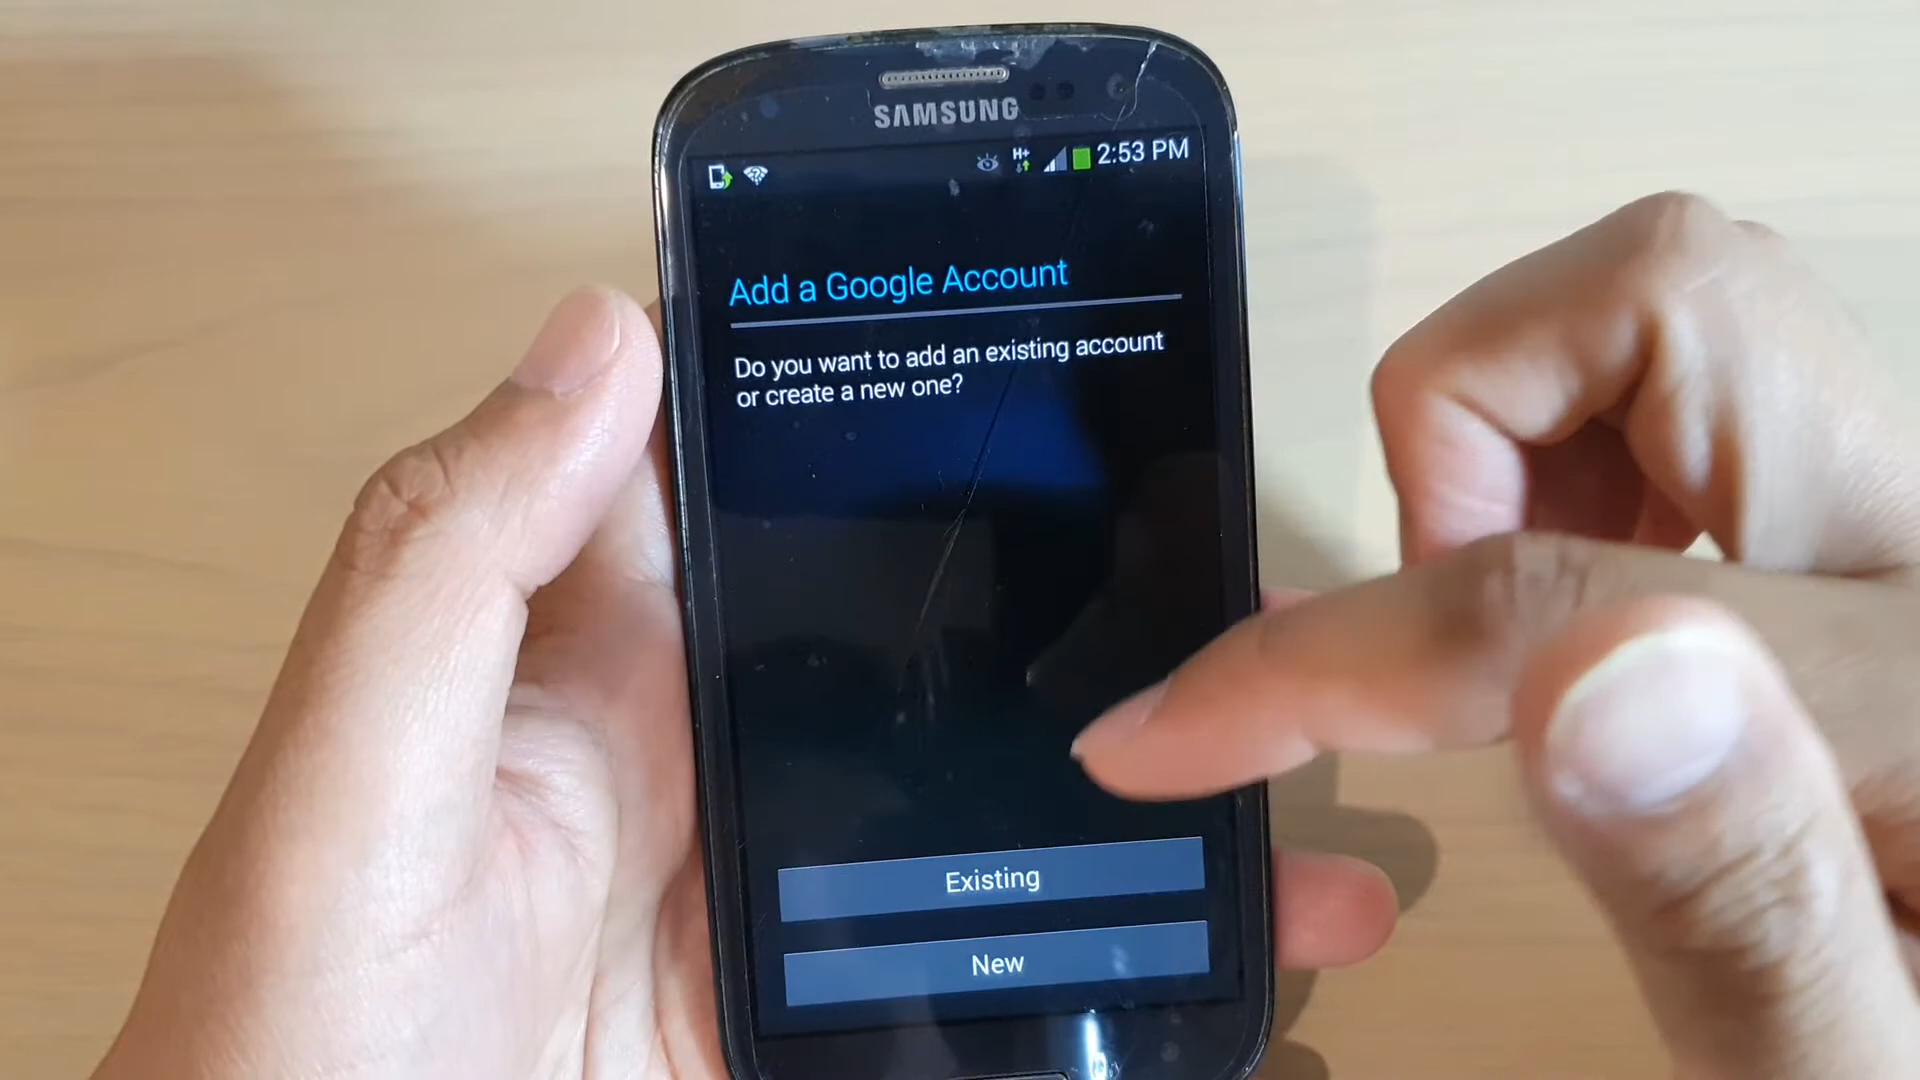 SAMSUNG
H+ 2:53 PM
Add a Google Account
Do you want to add an existing account
or create a new one?
Existing
New